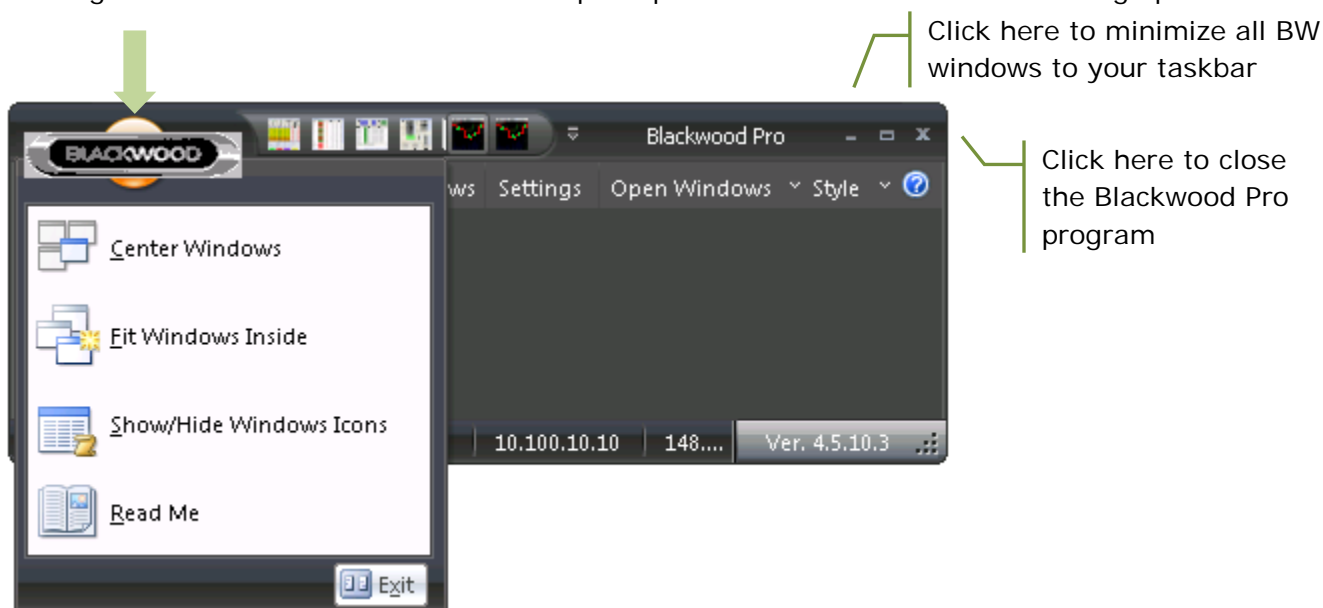 Click here to minimize all BW
windows to your taskbar
BLACKWOOD
Blackwood Pro
ws Settings Open Windows Style
Click here to close
the Blackwood Pro
program
Center Windows
Fit Windows Inside
Show/Hide Windows Icons
10.100.10.10 148.... Ver. 4.5.10.3
Read Me
Exit